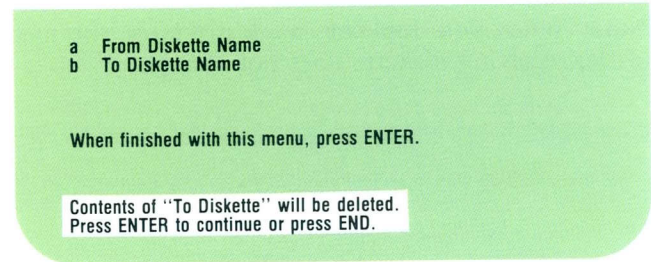 a From Diskette Name
b To Diskette Name
When finished with this menu, press ENTER.
Contents of "To Diskette" will be deleted.
Press ENTER to continue or press END.